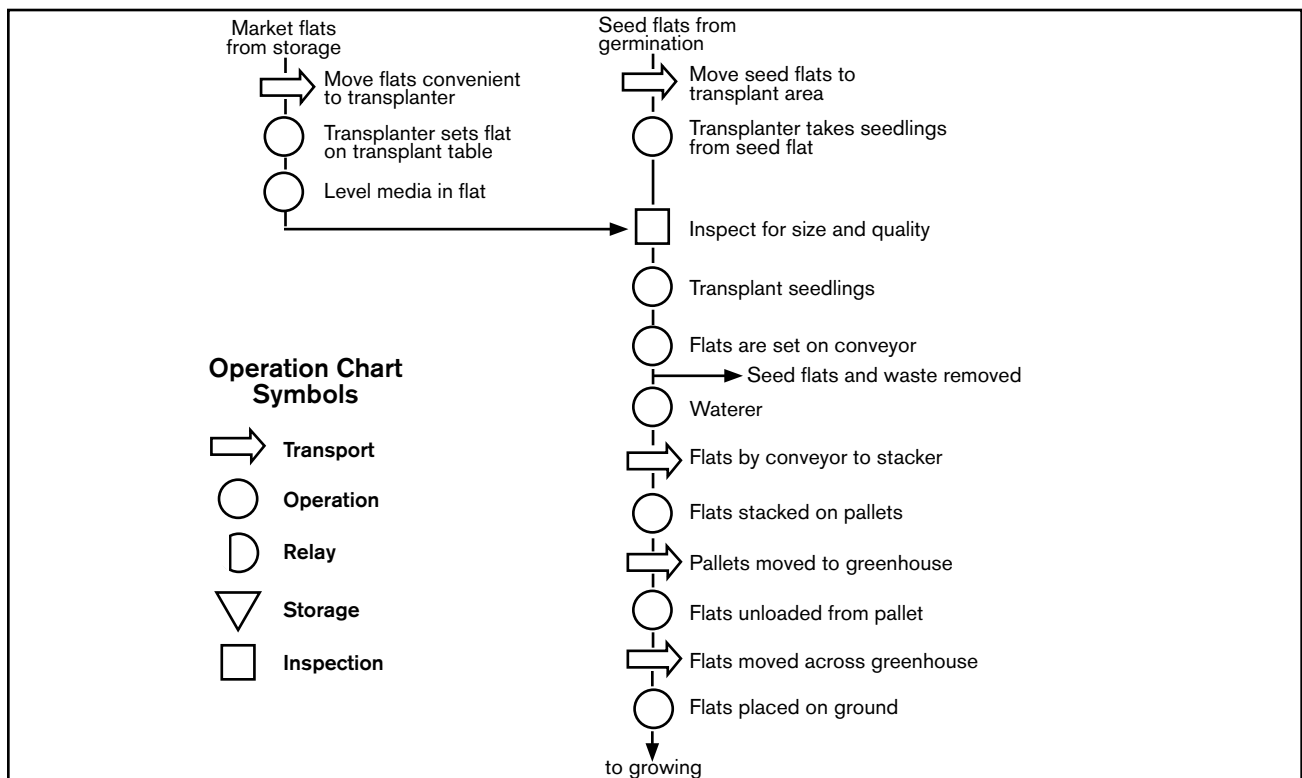 Market flats
from storage
Move flats convenient
to transplanter
Transplanter sets flat
on transplant table
Level media in flat
Seed flats from
germination
Move seed flats to
transplant area
Transplanter takes seedlings
from seed flat
Inspect for size and quality
Transplant seedlings
Flats are set on conveyor
Seed flats and waste removed
Waterer
Flats by conveyor to stacker
Flats stacked on pallets
Pallets moved to greenhouse
Flats unloaded from pallet
Flats moved across greenhouse
Flats placed on ground
to growing
Operation Chart
Symbols
Transport
Operation
Relay
Storage
Inspection